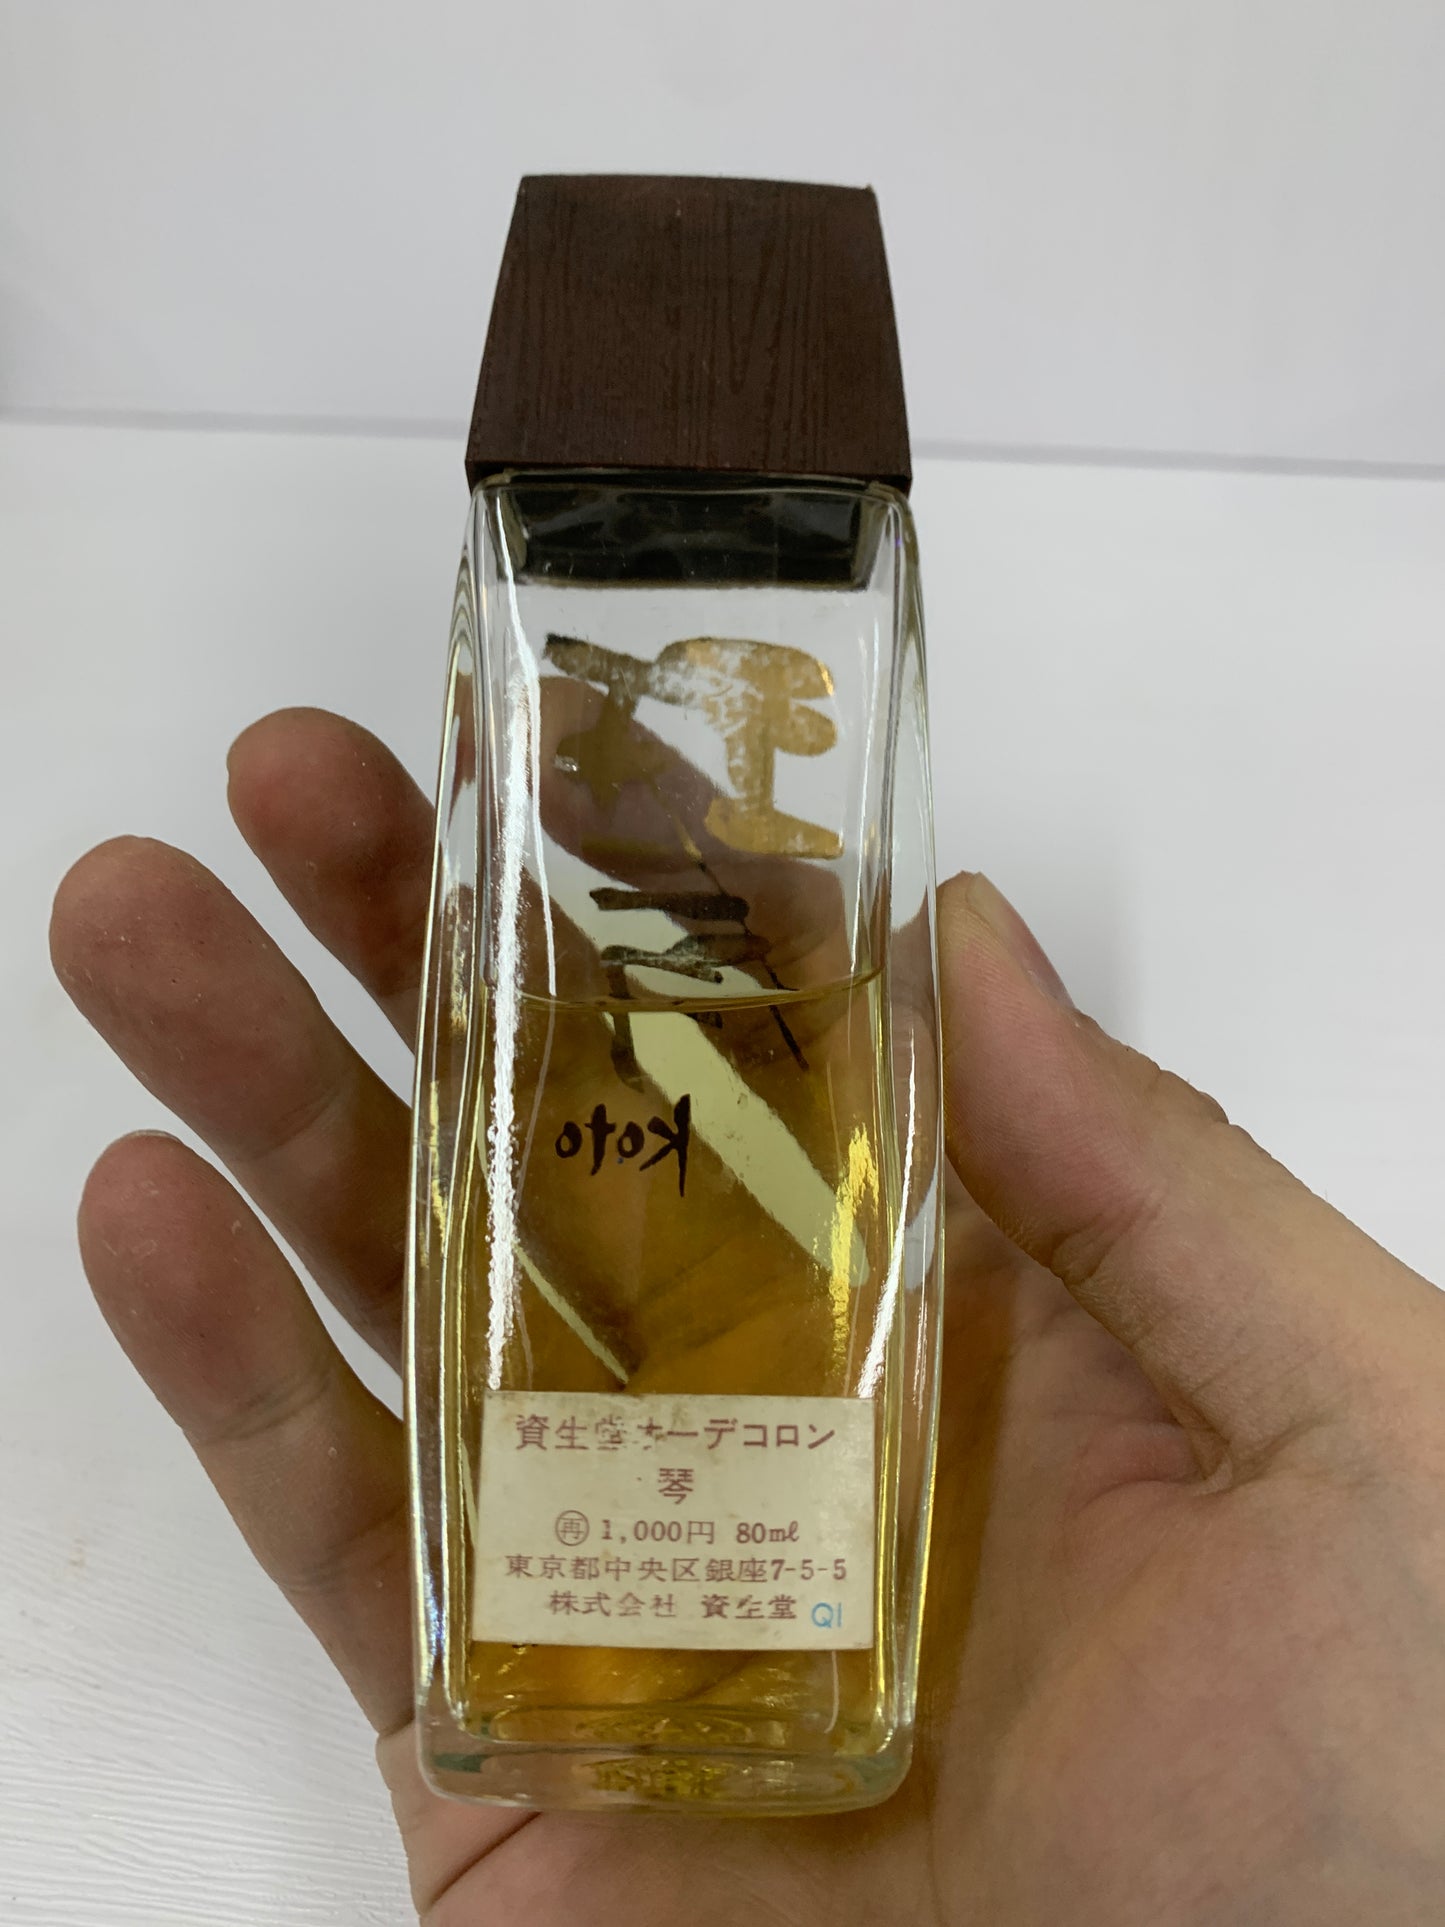 琴
Koto
資生堂オーデコロン
琴
再 1,000円 80ml
東京都中央区銀座7-5-5
株式会社 資生堂 QI